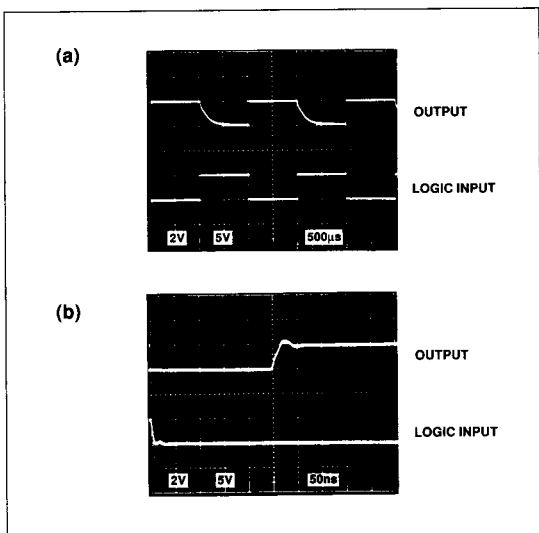 (a)
OUTPUT
LOGIC INPUT
2V 5V 500µs
(b)
OUTPUT
LOGIC INPUT
2V 5V 50ns